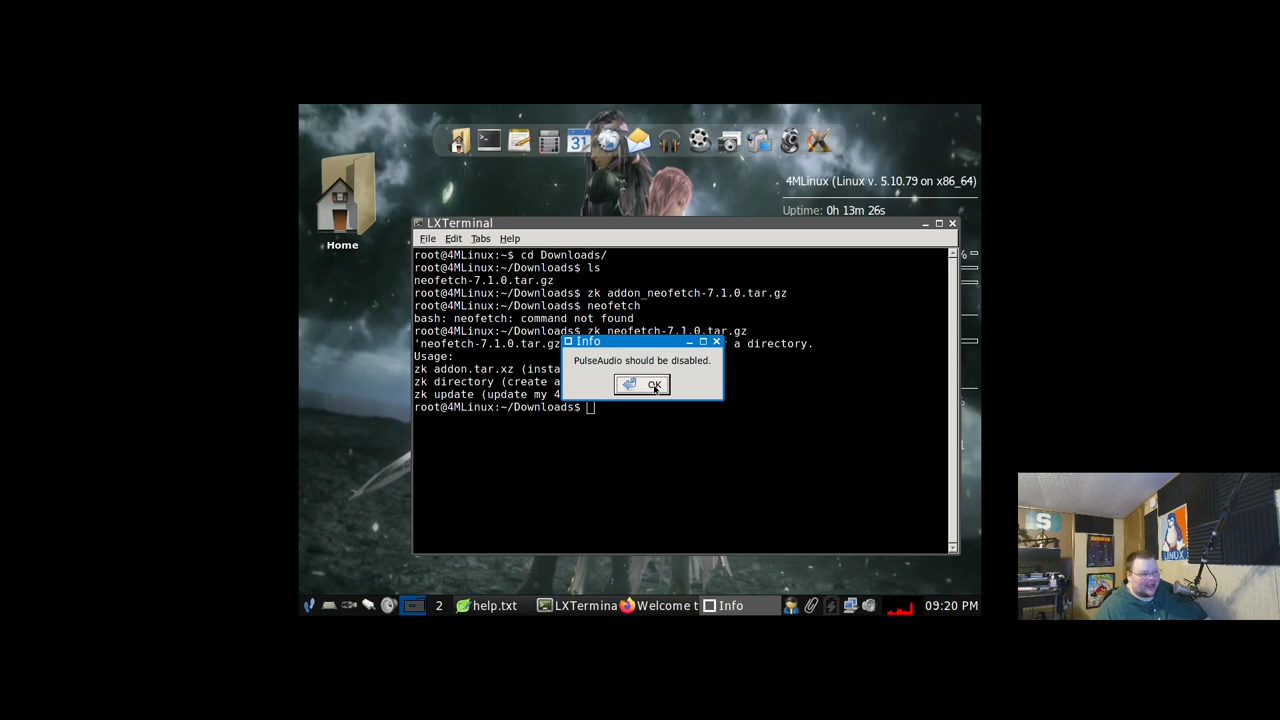 31
4MLinux (Linux v. 5.10.79 on x86_64)
Uptime: 0h 13m 26s
Home
LXTerminal
File Edit Tabs Help
root@4MLinux:~$ cd Downloads/
root@4MLinux:~/Downloads$ ls
neofetch-7.1.0.tar.gz
root@4MLinux:~/Downloads$ zk addon_neofetch-7.1.0.tar.gz
root@4MLinux:~/Downloads$ neofetch
bash: neofetch: command not found
root@4MLinux:~/Downloads$ zk neofetch-7.1.0.tar.gz
'neofetch-7.1.0.tar.gz a directory.
Usage:
zk addon.tar.xz (insta
zk directory (create a
zk update (update my 4
root@4MLinux:~/Downloads$
%
Info
PulseAudio should be disabled.
OK
2 help.txt LXTermina Welcome t Info 09:20 PM
S
LINUX